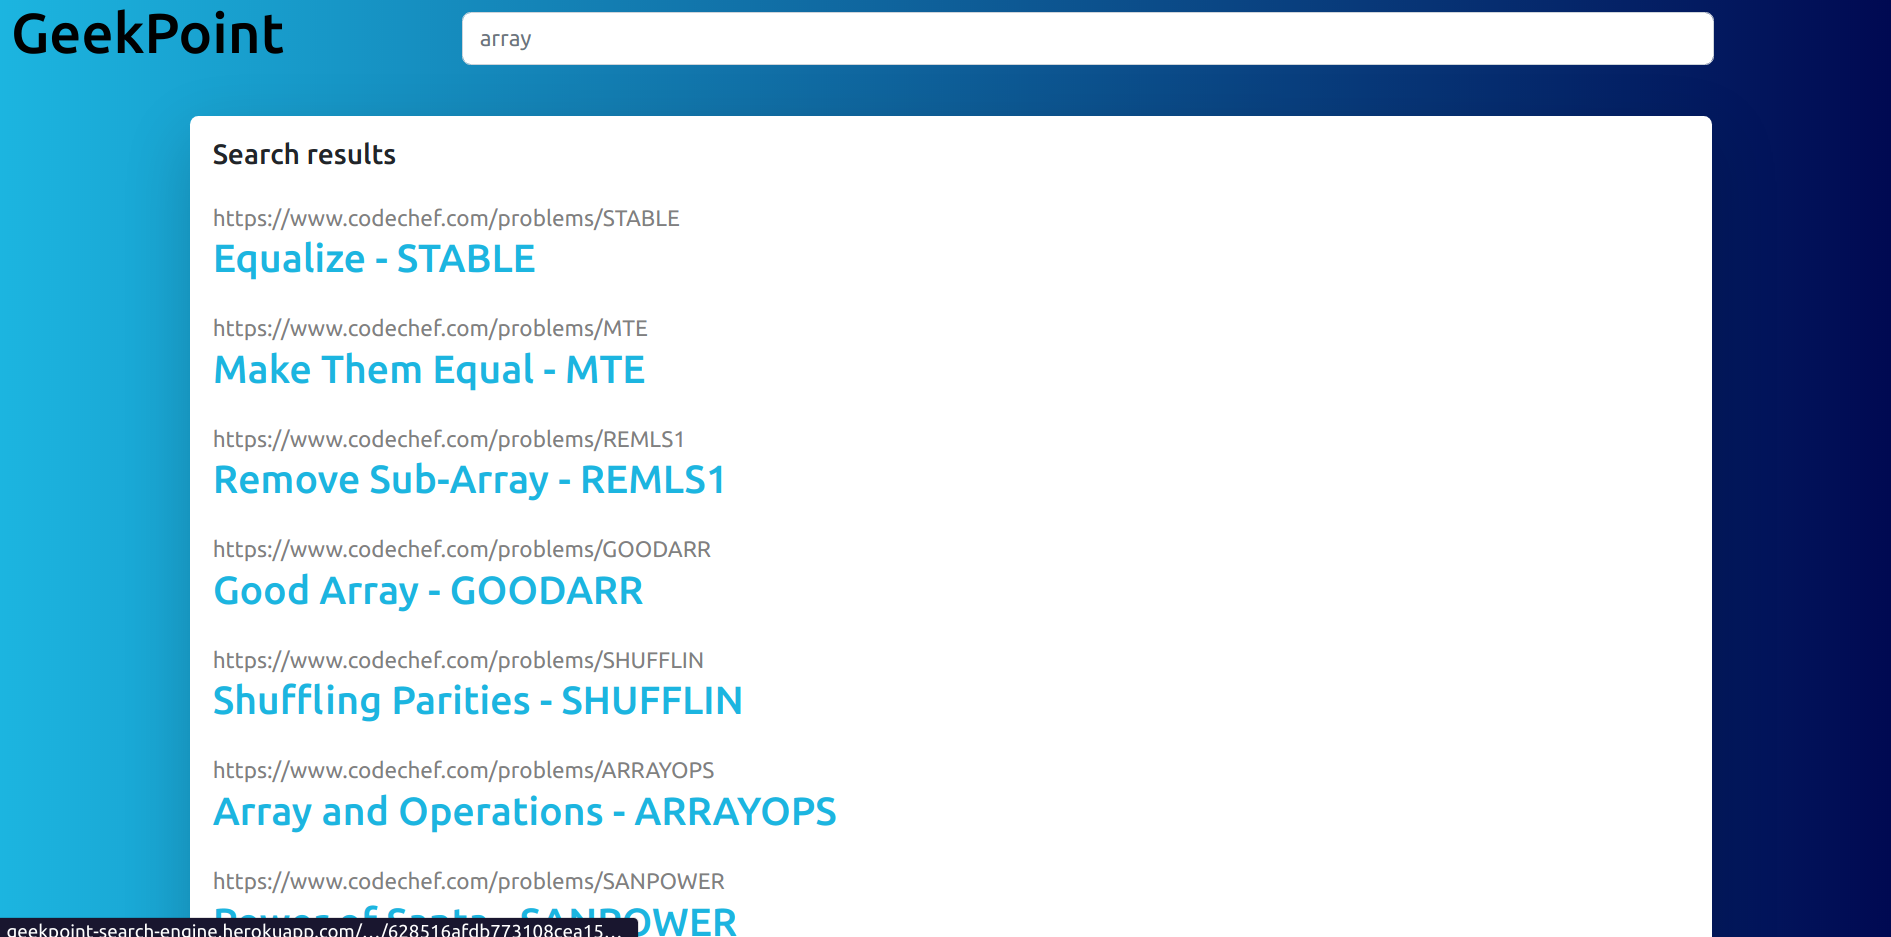 GeekPoint
array
Search results
https://www.codechef.com/problems/STABLE
Equalize - STABLE
https://www.codechef.com/problems/MTE
Make Them Equal - MTE
https://www.codechef.com/problems/REMLS1
Remove Sub-Array - REMLS1
https://www.codechef.com/problems/GOODARR
Good Array - GOODARR
https://www.codechef.com/problems/SHUFFLIN
Shuffling Parities - SHUFFLIN
https://www.codechef.com/problems/ARRAYOPS
Array and Operations - ARRAYOPS
https://www.codechef.com/problems/SANPOWER
Power of Santa - SANPOWER
geekpoint-search-engine.herokuapp.com/…/628516afdb773108cea15…